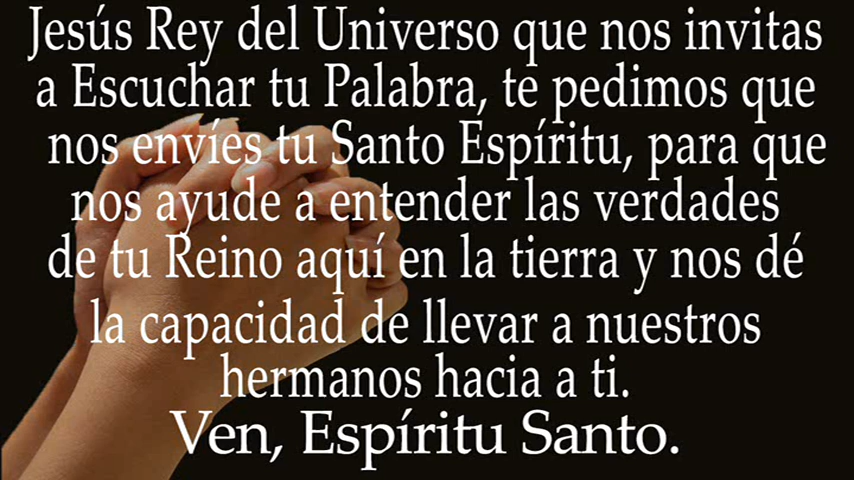 Jesús Rey del Universo que nos invitas
a Escuchar tu Palabra, te pedimos que
nos envíes tu Santo Espíritu, para que
nos ayude a entender las verdades
de tu Reino aquí en la tierra y nos dé
la capacidad de llevar a nuestros
hermanos hacia a ti.
Ven, Espíritu Santo.